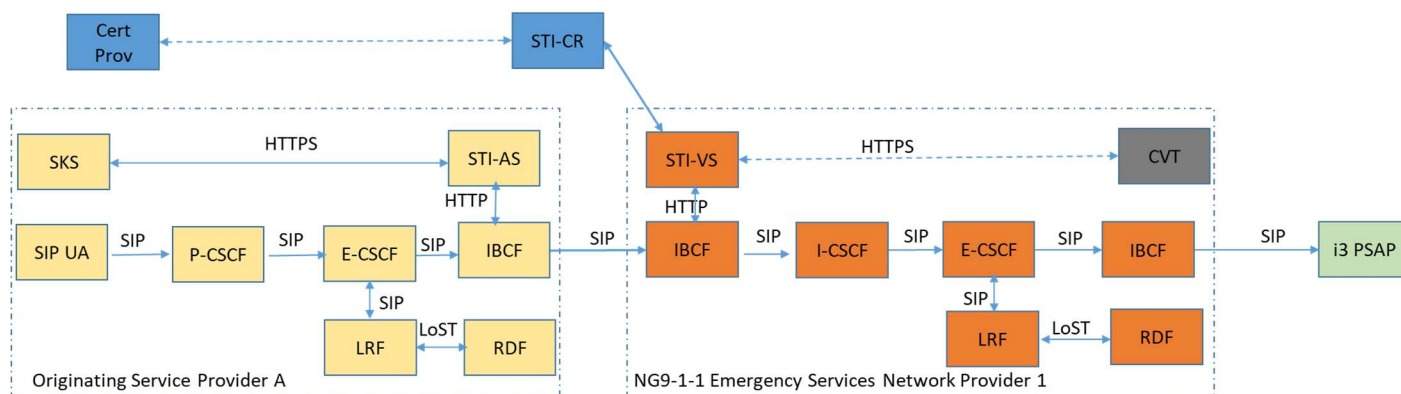 Cert
Prov
STI-CR
SKS
HTTPS
STI-AS
STI-VS
HTTPS
CVT
HTTP
HTTP
SIP UA
SIP
P-CSCF
SIP
E-CSCF
SIP
IBCF
SIP
IBCF
SIP
I-CSCF
SIP
E-CSCF
SIP
IBCF
SIP
i3 PSAP
SIP
SIP
LRF
LoST
RDF
LRF
LoST
RDF
Originating Service Provider A
NG9-1-1 Emergency Services Network Provider 1